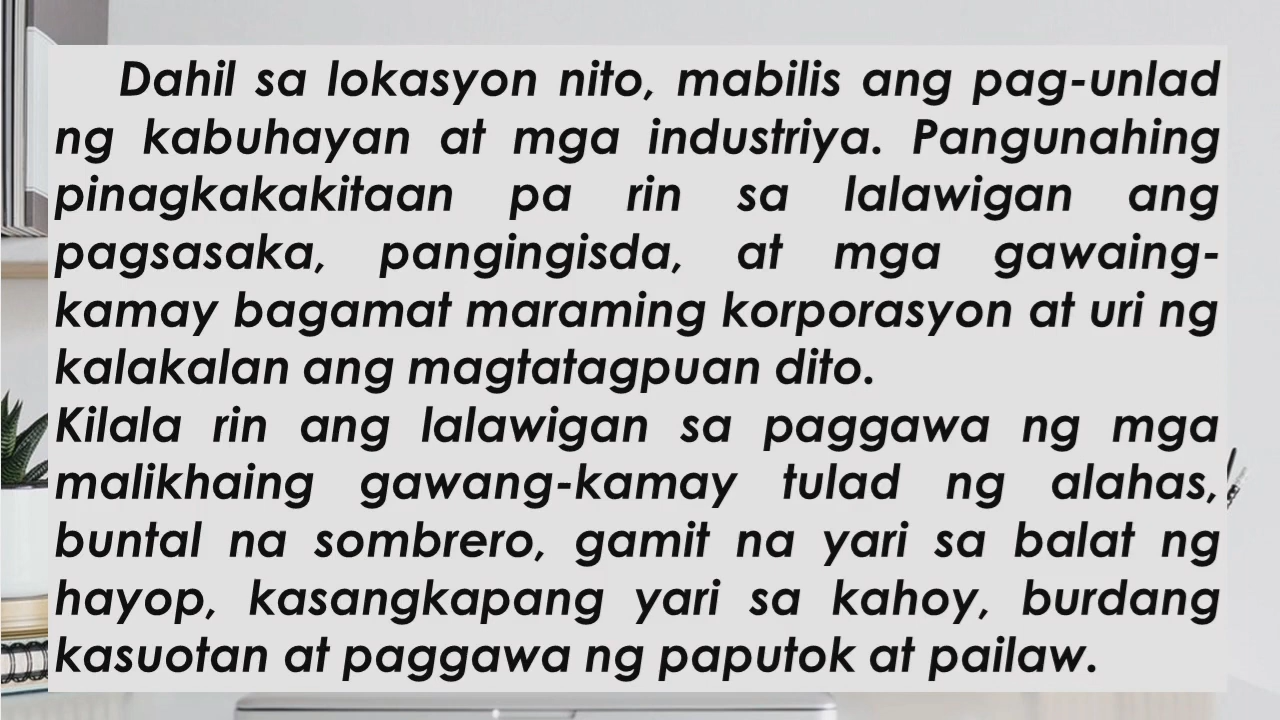 Dahil sa lokasyon nito, mabilis ang pag-unlad
ng kabuhayan at mga industriya. Pangunahing
pinagkakakitaan pa rin sa lalawigan ang
pagsasaka, pangingisda, at mga gawaing-
kamay bagamat maraming korporasyon at uri ng
kalakalan ang magtatagpuan dito.
Kilala rin ang lalawigan sa paggawa ng mga
malikhaing gawang-kamay tulad ng alahas,
buntal na sombrero, gamit na yari sa balat ng
hayop, kasangkapang yari sa kahoy, burdang
kasuotan at paggawa ng paputok at pailaw.